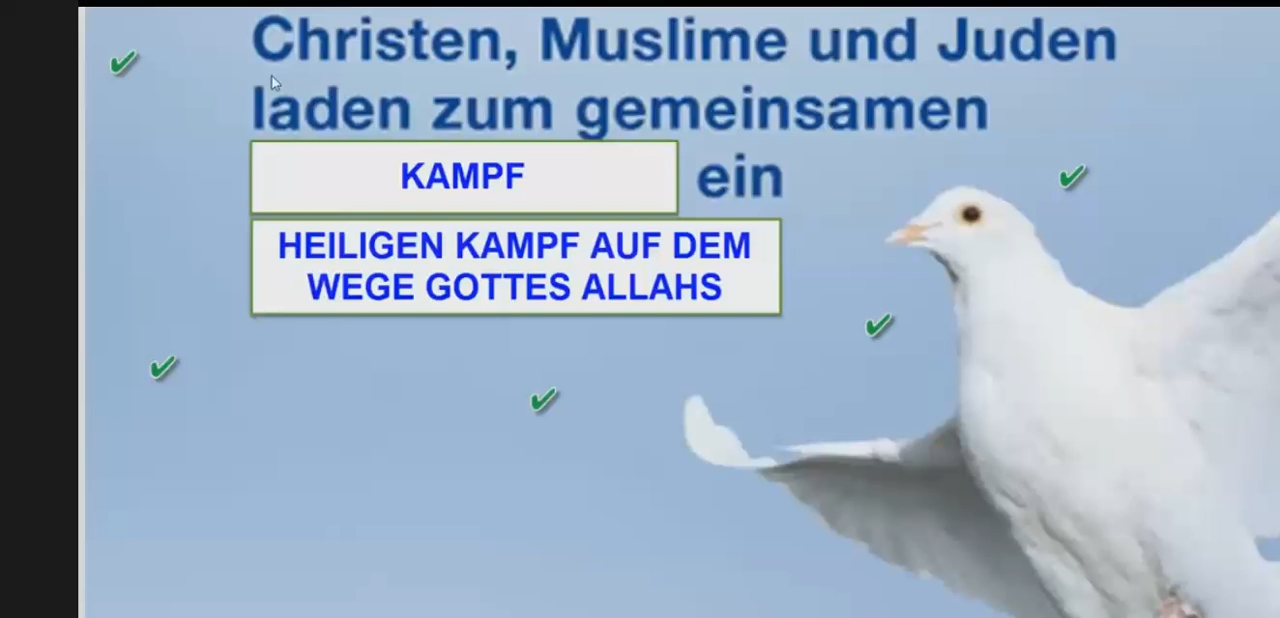 Christen, Muslime und Juden
laden zum gemeinsamen
KAMPF ein
HEILIGEN KAMPF AUF DEM
WEGE GOTTES ALLAHS